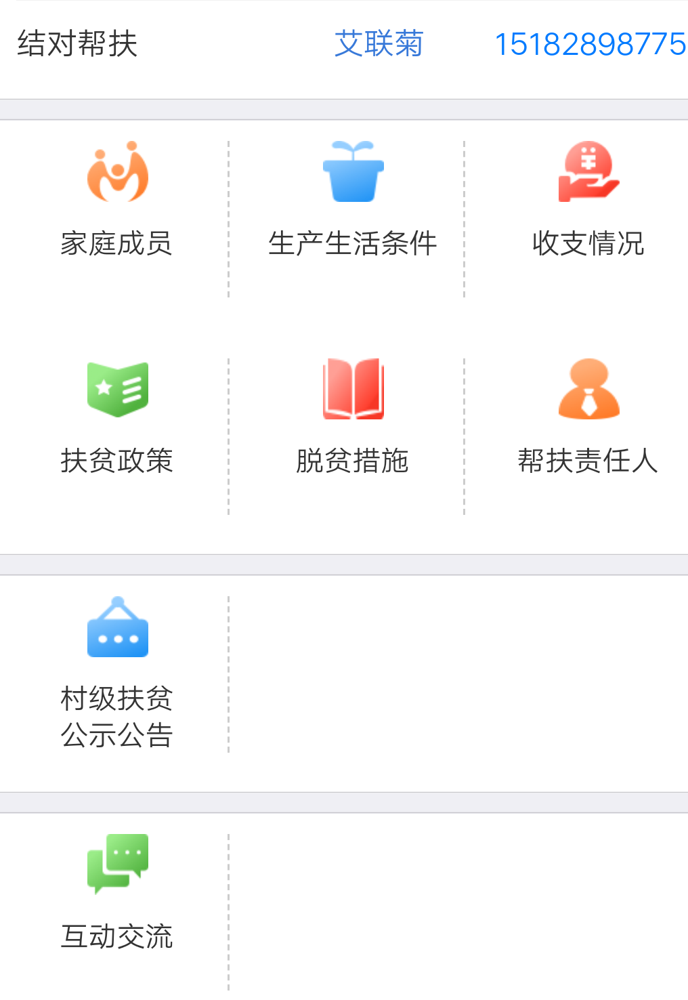 结对帮扶 艾联菊 15182898775
家庭成员 生产生活条件 收支情况
扶贫政策 脱贫措施 帮扶责任人
村级扶贫
公示公告
互动交流